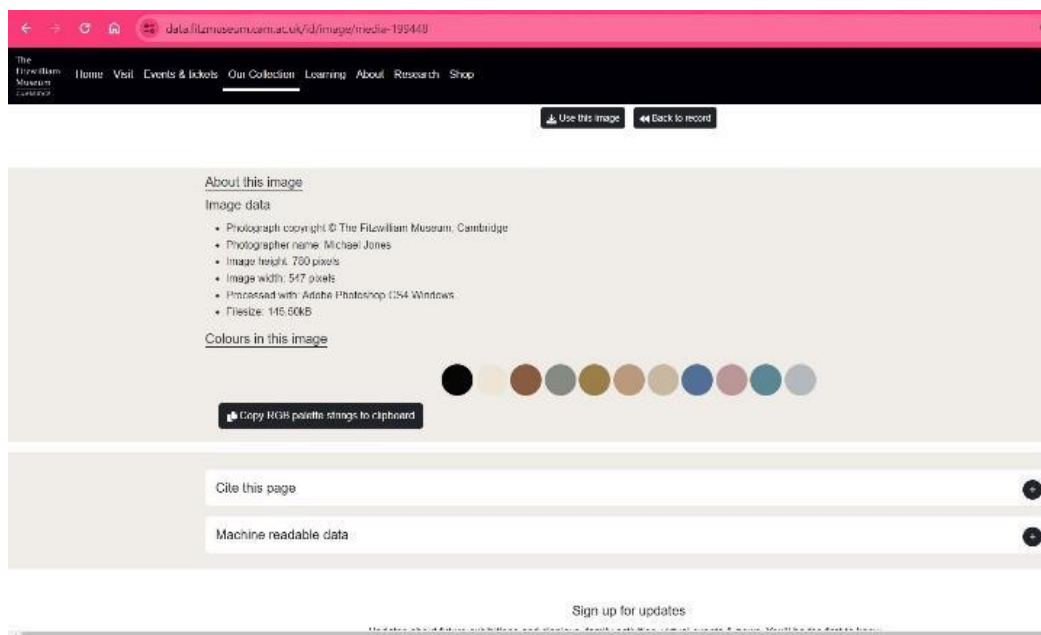 data.fitzmuseum.cam.ac.uk/id/image/media-199448
The
Fitzwilliam
Museum
CAMBRIDGE
Home Visit Events & tickets Our Collection Learning About Research Shop
Use this image Back to record
About this image
Image data
Photograph copyright © The Fitzwilliam Museum, Cambridge
Photographer name: Michael Jones
Image height: 780 pixels
Image width: 547 pixels
Processed with: Adobe Photoshop CS4 Windows
Filesize: 145.50kB
Colours in this image
Copy RGB palette strings to clipboard
Cite this page
Machine readable data
Sign up for updates